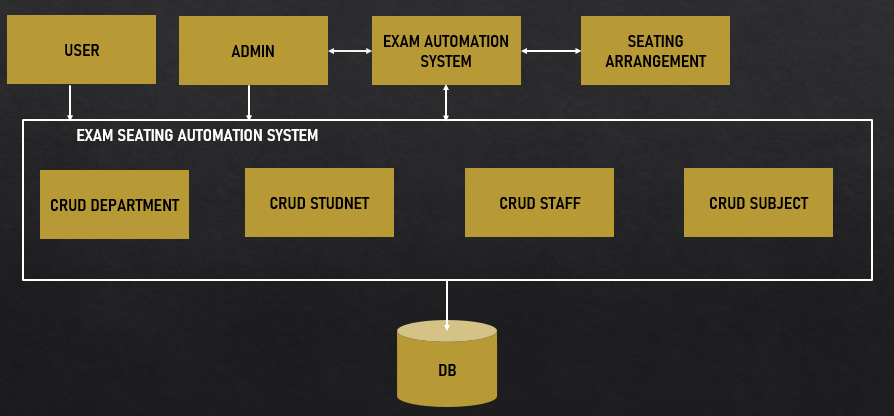 USER
ADMIN
EXAM AUTOMATION
SYSTEM
SEATING
ARRANGEMENT
EXAM SEATING AUTOMATION SYSTEM
CRUD DEPARTMENT
CRUD STUDNET
CRUD STAFF
CRUD SUBJECT
DB